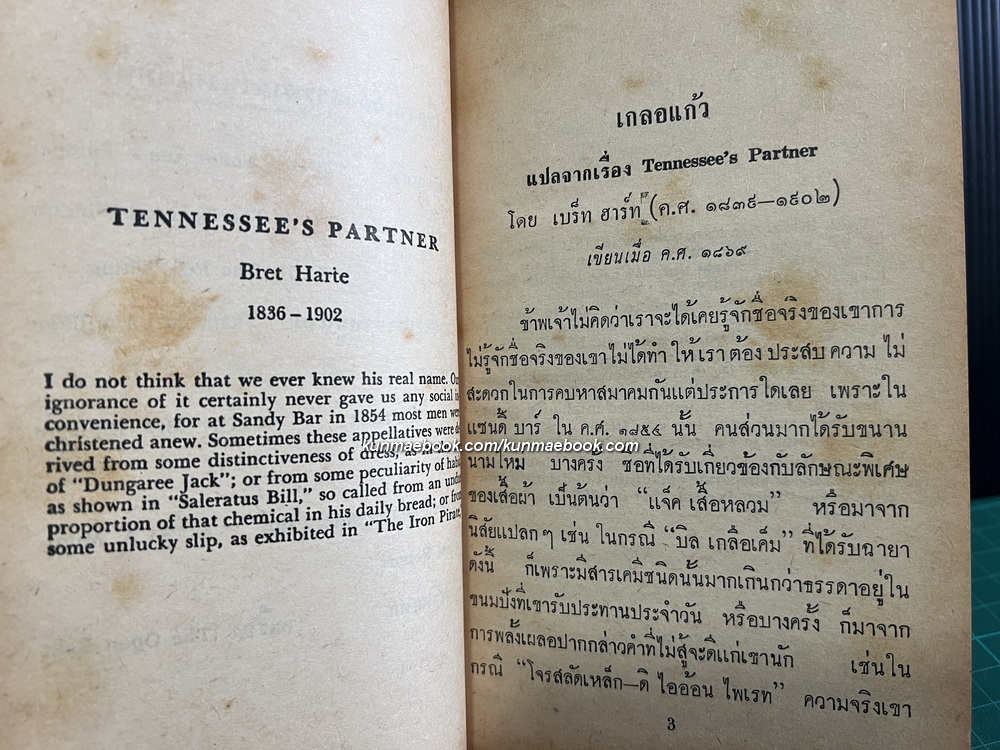 TENNESSEE'S PARTNER
Bret Harte
1836 – 1902
I do not think that we ever knew his real name.
ignorance of it certainly never gave us any social
convenience, for at Sandy Bar in 1854 most men
christened anew. Sometimes these appellatives were
rived from some distinctiveness of dress,
of "Dungaree Jack"; or from some peculiarity of
as shown in "Saleratus Bill," so called from an
proportion of that chemical in his daily bread; or
some unlucky slip, as exhibited in "The Iron Pirate,
เกลอแก้ว
แปลจากเรื่อง Tennessee's Partner
โดย เบร็ท ฮาร์ท (ค.ศ. ๑๘๓๙—๑๙๐๒)
เขียนเมื่อ ค.ศ. ๑๘๖๙
ข้าพเจ้าไม่คิดว่าเราจะได้เคยรู้จักชื่อจริงของเขาการ
ไม่รู้จักชื่อจริงของเขาไม่ได้ทำ ให้ เรา ต้อง ประสบ ความ ไม่
สะดวกในการคบหาสมาคมกันแต่ประการใดเลย เพราะใน
แซนดี้ บาร์ ใน ค.ศ. ๑๘๕๔ นั้น คนส่วนมากได้รับขนาน
นามใหม่ บางครั้ง ชื่อที่ได้รับเกี่ยวข้องกับลักษณะพิเศษ
ของเสื้อผ้า เป็นต้นว่า "แจ็ค เสื้อหลวม" หรือมาจาก
นิสัยแปลก ๆ เช่น ในกรณี "บิล เกลือเค็ม" ที่ได้รับฉายา
ดังนี้ ก็เพราะมีสารเคมีชนิดนั้นมากเกินกว่าธรรดาอยู่ใน
ขนมปังที่เขารับประทานประจำวัน หรือบางครั้ง ก็มาจาก
การพลั้งเผลอปากกล่าวคำที่ไม่สู้จะดีแก่เขานัก เช่นใน
กรณี "โจรสลัดเหล็ก—ดิ ไอออ้น ไพเรท" ความจริงเขา
3
kunmaebook.com/kunmaebook.com